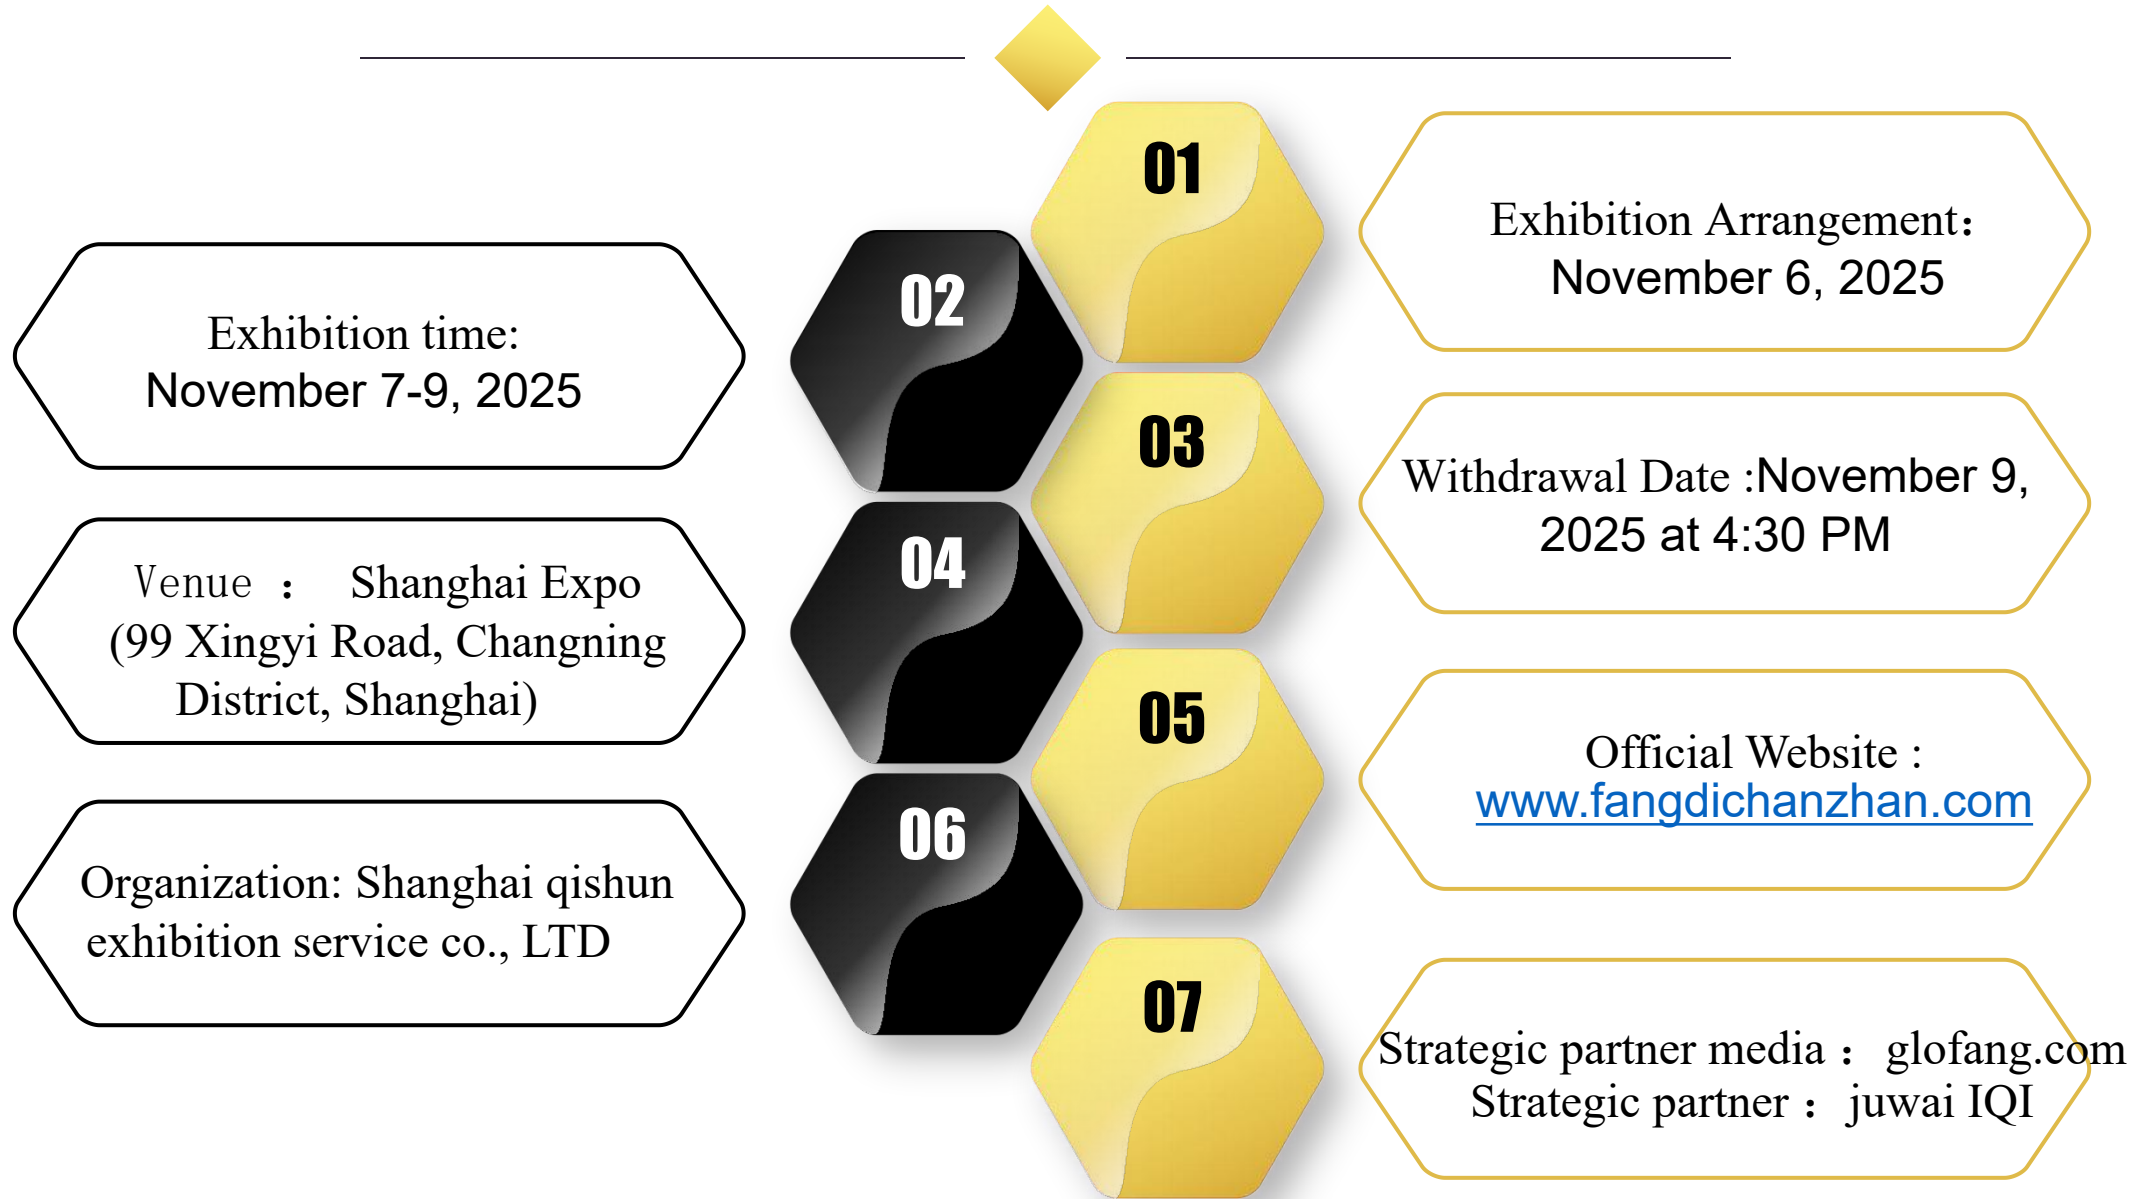 01
Exhibition Arrangement：
November 6, 2025
02
Exhibition time:
November 7-9, 2025
03
Withdrawal Date :November 9,
2025 at 4:30 PM
04
Venue ： Shanghai Expo
(99 Xingyi Road, Changning
District, Shanghai)
05
Official Website :
www.fangdichanzhan.com
06
Organization: Shanghai qishun
exhibition service co., LTD
07
Strategic partner media ： glofang.com
Strategic partner ： juwai IQI